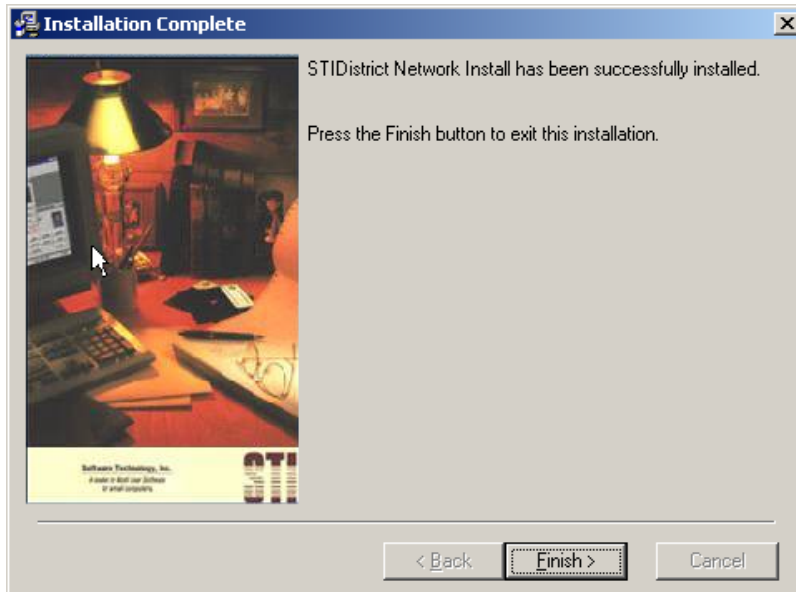 Installation Complete
STIDistrict Network Install has been successfully installed.
Press the Finish button to exit this installation.
Software Technology, Inc.
STI
< Back
Finish >
Cancel